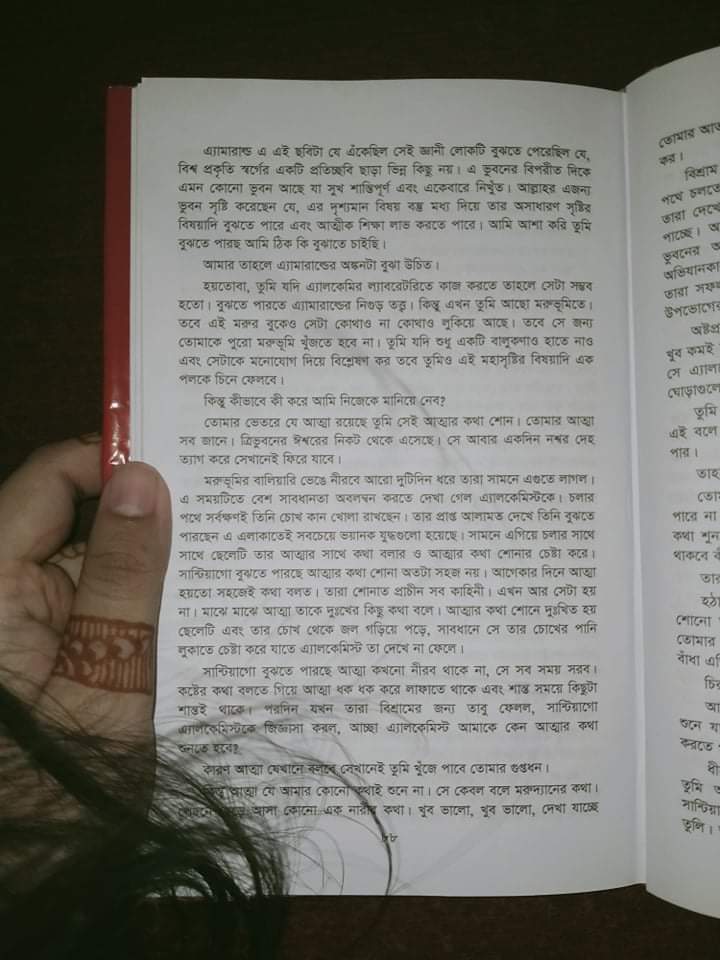 এ্যামারাল্ড এ এই ছবিটা যে এঁকেছিল সেই জ্ঞানী লোকটি বুঝতে পেরেছিল যে,
বিশ্ব প্রকৃতি স্বর্গের একটি প্রতিচ্ছবি ছাড়া ভিন্ন কিছু নয়। এ ভুবনের বিপরীত দিকে
এমন কোনো ভুবন আছে যা সুখ শান্তিপূর্ণ এবং একেবারে নিখুঁত। আল্লাহর এজন্য
ভুবন সৃষ্টি করেছেন যে, এর দৃশ্যমান বিষয় বস্তু মধ্য দিয়ে তার অসাধারণ সৃষ্টির
বিষয়াদি বুঝতে পারে এবং আত্মীক শিক্ষা লাভ করতে পারে। আমি আশা করি তুমি
বুঝতে পারছ আমি ঠিক কি বুঝাতে চাইছি।
আমার তাহলে এ্যামারাল্ডের অঙ্কনটা বুঝা উচিত।
হয়তোবা, তুমি যদি এ্যালকেমির ল্যাবরেটরিতে কাজ করতে তাহলে সেটা সম্ভব
হতো। বুঝতে পারতে এ্যামারাল্ডের নিগুড় তত্ত্ব। কিন্তু এখন তুমি আছো মরুভূমিতে।
তবে এই মরুর বুকেও সেটা কোথাও না কোথাও লুকিয়ে আছে। তবে সে জন্য
তোমাকে পুরো মরুভূমি খুঁজতে হবে না। তুমি যদি শুধু একটি বালুকণাও হাতে নাও
এবং সেটাকে মনোযোগ দিয়ে বিশ্লেষণ কর তবে তুমিও এই মহাসৃষ্টির বিষয়াদি এক
পলকে চিনে ফেলবে।
কিন্তু কীভাবে কী করে আমি নিজেকে মানিয়ে নেব?
তোমার ভেতরে যে আত্মা রয়েছে তুমি সেই আত্মার কথা শোন। তোমার আত্মা
সব জানে। ত্রিভুবনের ঈশ্বরের নিকট থেকে এসেছে। সে আবার একদিন নশ্বর দেহ
ত্যাগ করে সেখানেই ফিরে যাবে।
মরুভূমির বালিয়ারি ভেঙে নীরবে আরো দুটিদিন ধরে তারা সামনে এগুতে লাগল।
এ সময়টিতে বেশ সাবধানতা অবলম্বন করতে দেখা গেল এ্যালকেমিস্টকে। চলার
পথে সর্বক্ষণই তিনি চোখ কান খোলা রাখছেন। তার প্রাপ্ত আলামত দেখে তিনি বুঝতে
পারছেন এ এলাকাতেই সবচেয়ে ভয়ানক যুদ্ধগুলো হয়েছে। সামনে এগিয়ে চলার সাথে
সাথে ছেলেটি তার আত্মার সাথে কথা বলার ও আত্মার কথা শোনার চেষ্টা করে।
সান্টিয়াগো বুঝতে পারছে আত্মার কথা শোনা অতটা সহজ নয়। আগেকার দিনে আত্মা
হয়তো সহজেই কথা বলত। তারা শোনাত প্রাচীন সব কাহিনী। এখন আর সেটা হয়
না। মাঝে মাঝে আত্মা তাকে দুঃখের কিছু কথা বলে। আত্মার কথা শোনে দুঃখিত হয়
ছেলেটি এবং তার চোখ থেকে জল গড়িয়ে পড়ে, সাবধানে সে তার চোখের পানি
লুকাতে চেষ্টা করে যাতে এ্যালকেমিস্ট তা দেখে না ফেলে।
সান্টিয়াগো বুঝতে পারছে আত্মা কখনো নীরব থাকে না, সে সব সময় সরব।
কষ্টের কথা বলতে গিয়ে আত্মা ধক ধক করে লাফাতে থাকে এবং শান্ত সময়ে কিছুটা
শান্তই থাকে। পরদিন যখন তারা বিশ্রামের জন্য তাবু ফেলল, সান্টিয়াগো
এ্যালকেমিস্টকে জিজ্ঞাসা করল, আচ্ছা এ্যালকেমিস্ট আমাকে কেন আত্মার কথা
শুনতে হবে?
কারণ আত্মা যেখানে বলবে সেখানেই তুমি খুঁজে পাবে তোমার গুপ্তধন।
কিন্তু আত্মা যে আমার কোনো কথাই শুনে না। সে কেবল বলে মরুদ্যানের কথা।
আসা কোনো এক নারীর কথা। খুব ভালো, খুব ভালো, দেখা যাচ্ছে
৮৮
তোমার
কর।
বিশ্রাম
পথে চলতে
তারা দেখে
পাচ্ছে।
ভুবনের
অভিযানকা
তারা সফল
উপভোগের
অষ্টপ্র
খুব কমই
সে
ঘোড়াগুলে
তুমি
এই বলে
পার।
তাহ
তো
পারে না
কথা শুন
থাকবে
তার
হঠা
শোনো
তোমার
বাঁধা
চির
আ
শুনে যা
করতে
ধী
তুমি
সান্টিয়া
তুলি।